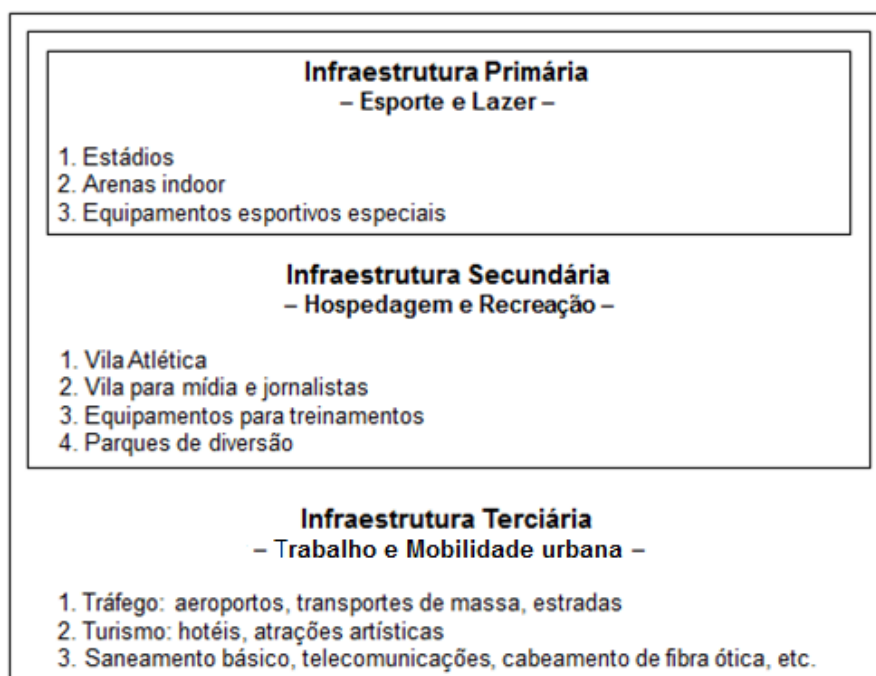 Infraestrutura Primária
– Esporte e Lazer –
1. Estádios
2. Arenas indoor
3. Equipamentos esportivos especiais
Infraestrutura Secundária
– Hospedagem e Recreação –
1. Vila Atlética
2. Vila para mídia e jornalistas
3. Equipamentos para treinamentos
4. Parques de diversão
Infraestrutura Terciária
– Trabalho e Mobilidade urbana –
1. Tráfego: aeroportos, transportes de massa, estradas
2. Turismo: hotéis, atrações artísticas
3. Saneamento básico, telecomunicações, cabeamento de fibra ótica, etc.